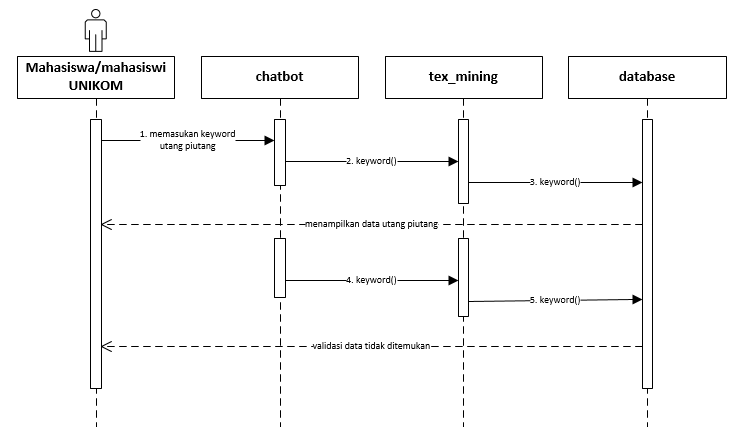 Mahasiswa/mahasiswi
UNIKOM
chatbot
tex_mining
database
1. memasukan keyword
utang piutang
2. keyword()
3. keyword()
menampilkan data utang piutang
4. keyword()
5. keyword()
validasi data tidak ditemukan